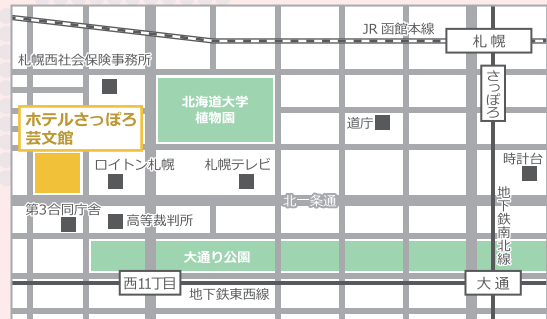 JR 函館本線
札 幌
札幌西社会保険事務所
さっぽろ
北海道大学
植物園
ホテルさっぽろ
芸文館
道庁
ロイトン札幌
札幌テレビ
時計台
地下鉄南北線
北一条通
第3合同庁舎
高等裁判所
大通り公園
西11丁目
地下鉄東西線
大 通